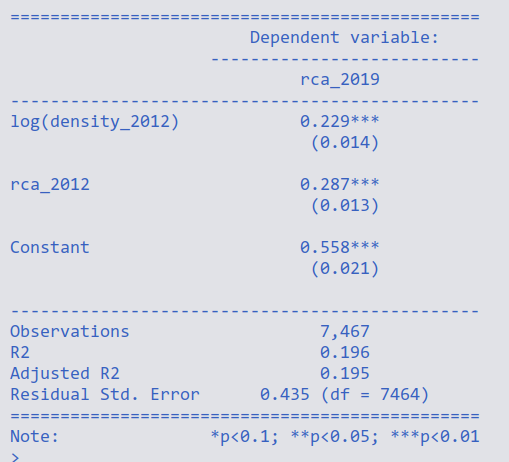 ===============================================
Dependent variable:
---------------------------
rca_2019
-----------------------------------------------
log(density_2012) 0.229***
(0.014)
rca_2012 0.287***
(0.013)
Constant 0.558***
(0.021)
-----------------------------------------------
Observations 7,467
R2 0.196
Adjusted R2 0.195
Residual Std. Error 0.435 (df = 7464)
===============================================
Note: *p<0.1; **p<0.05; ***p<0.01
>